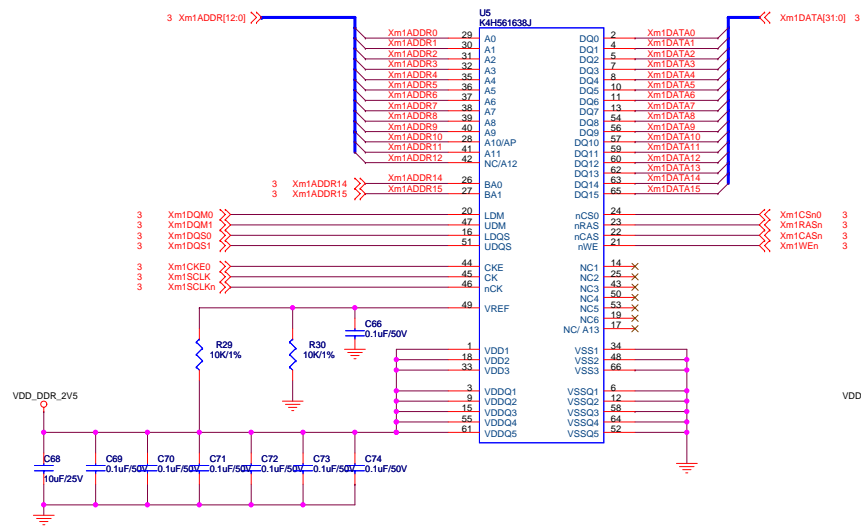 U5
K4H561638J
3 Xm1ADDR[12:0]
Xm1DATA[31:0] 3
Xm1ADDR0 29 A0 DQ0 2 Xm1DATA0
Xm1ADDR1 30 A1 DQ1 4 Xm1DATA1
Xm1ADDR2 31 A2 DQ2 5 Xm1DATA2
Xm1ADDR3 32 A3 DQ3 7 Xm1DATA3
Xm1ADDR4 35 A4 DQ4 8 Xm1DATA4
Xm1ADDR5 36 A5 DQ5 10 Xm1DATA5
Xm1ADDR6 37 A6 DQ6 11 Xm1DATA6
Xm1ADDR7 38 A7 DQ7 13 Xm1DATA7
Xm1ADDR8 39 A8 DQ8 54 Xm1DATA8
Xm1ADDR9 40 A9 DQ9 56 Xm1DATA9
Xm1ADDR10 28 A10/AP DQ10 57 Xm1DATA10
Xm1ADDR11 41 A11 DQ11 59 Xm1DATA11
Xm1ADDR12 42 NC/A12 DQ12 60 Xm1DATA12
DQ13 62 Xm1DATA13
3 Xm1ADDR14 Xm1ADDR14 26 BA0 DQ14 63 Xm1DATA14
3 Xm1ADDR15 Xm1ADDR15 27 BA1 DQ15 65 Xm1DATA15
3 Xm1DQM0 20 LDM nCS0 24 Xm1CSn0 3
3 Xm1DQM1 47 UDM nRAS 23 Xm1RASn 3
3 Xm1DQS0 16 LDQS nCAS 22 Xm1CASn 3
3 Xm1DQS1 51 UDQS nWE 21 Xm1WEn 3
3 Xm1CKE0 44 CKE NC1 14
3 Xm1SCLK 45 CK NC2 25
3 Xm1SCLKn 46 nCK NC3 43
NC4 50
49 VREF NC5 53
NC6 19
NC/ A13 17
C66
0.1uF/50V
R29
10K/1%
R30
10K/1%
1 VDD1 VSS1 34
18 VDD2 VSS2 48
33 VDD3 VSS3 66
3 VDDQ1 VSSQ1 6
9 VDDQ2 VSSQ2 12
15 VDDQ3 VSSQ3 58
55 VDDQ4 VSSQ4 64
61 VDDQ5 VSSQ5 52
VDD_DDR_2V5
VDD
C68
10uF/25V
C69
0.1uF/50V
C70
0.1uF/50V
C71
0.1uF/50V
C72
0.1uF/50V
C73
0.1uF/50V
C74
0.1uF/50V